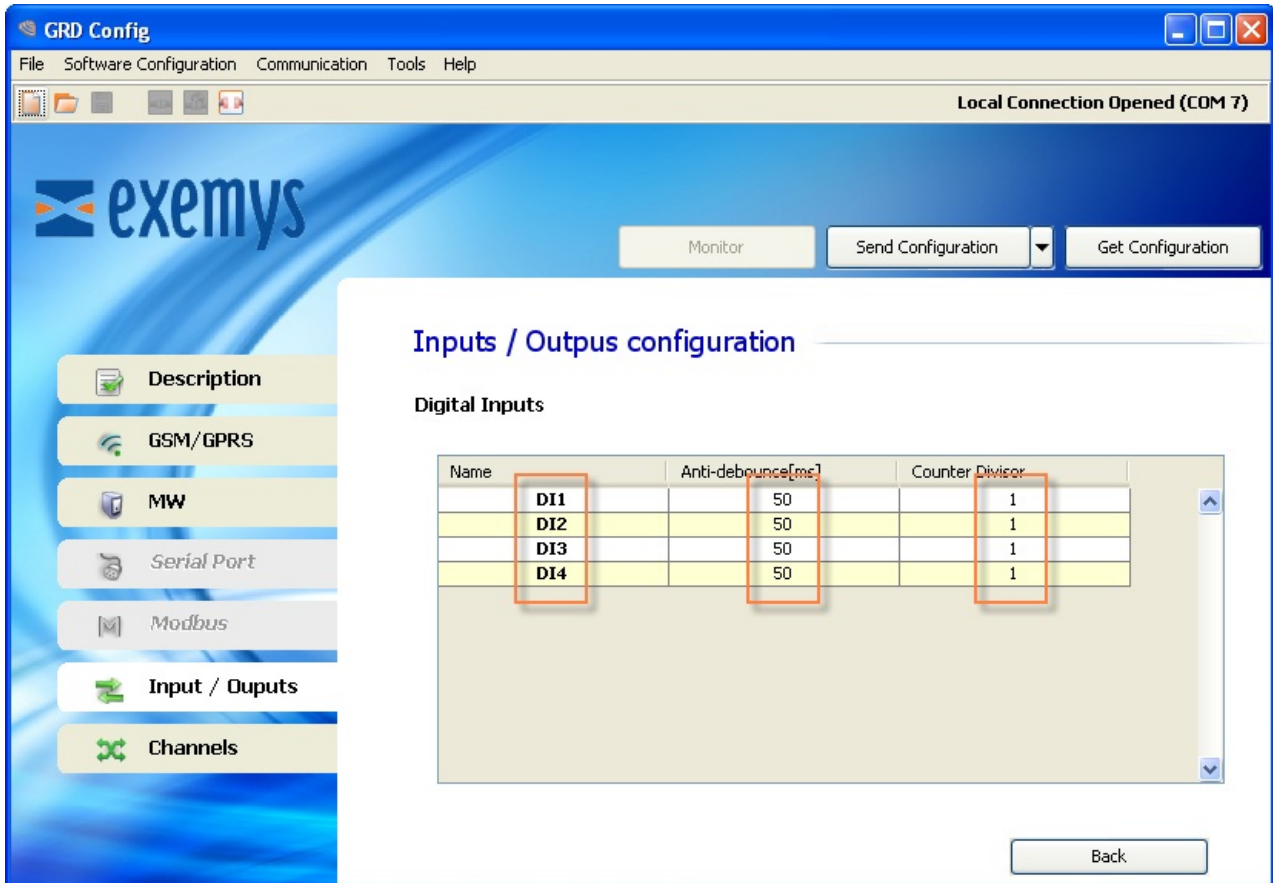 GRD Config
File Software Configuration Communication Tools Help
Local Connection Opened (COM 7)
exemys
Monitor Send Configuration Get Configuration
Inputs / Outpus configuration
Description
GSM/GPRS
MW
Serial Port
Modbus
Input / Ouputs
Channels
Digital Inputs
Name Anti-debounce[ms] Counter Divisor
DI1 50 1
DI2 50 1
DI3 50 1
DI4 50 1
Back